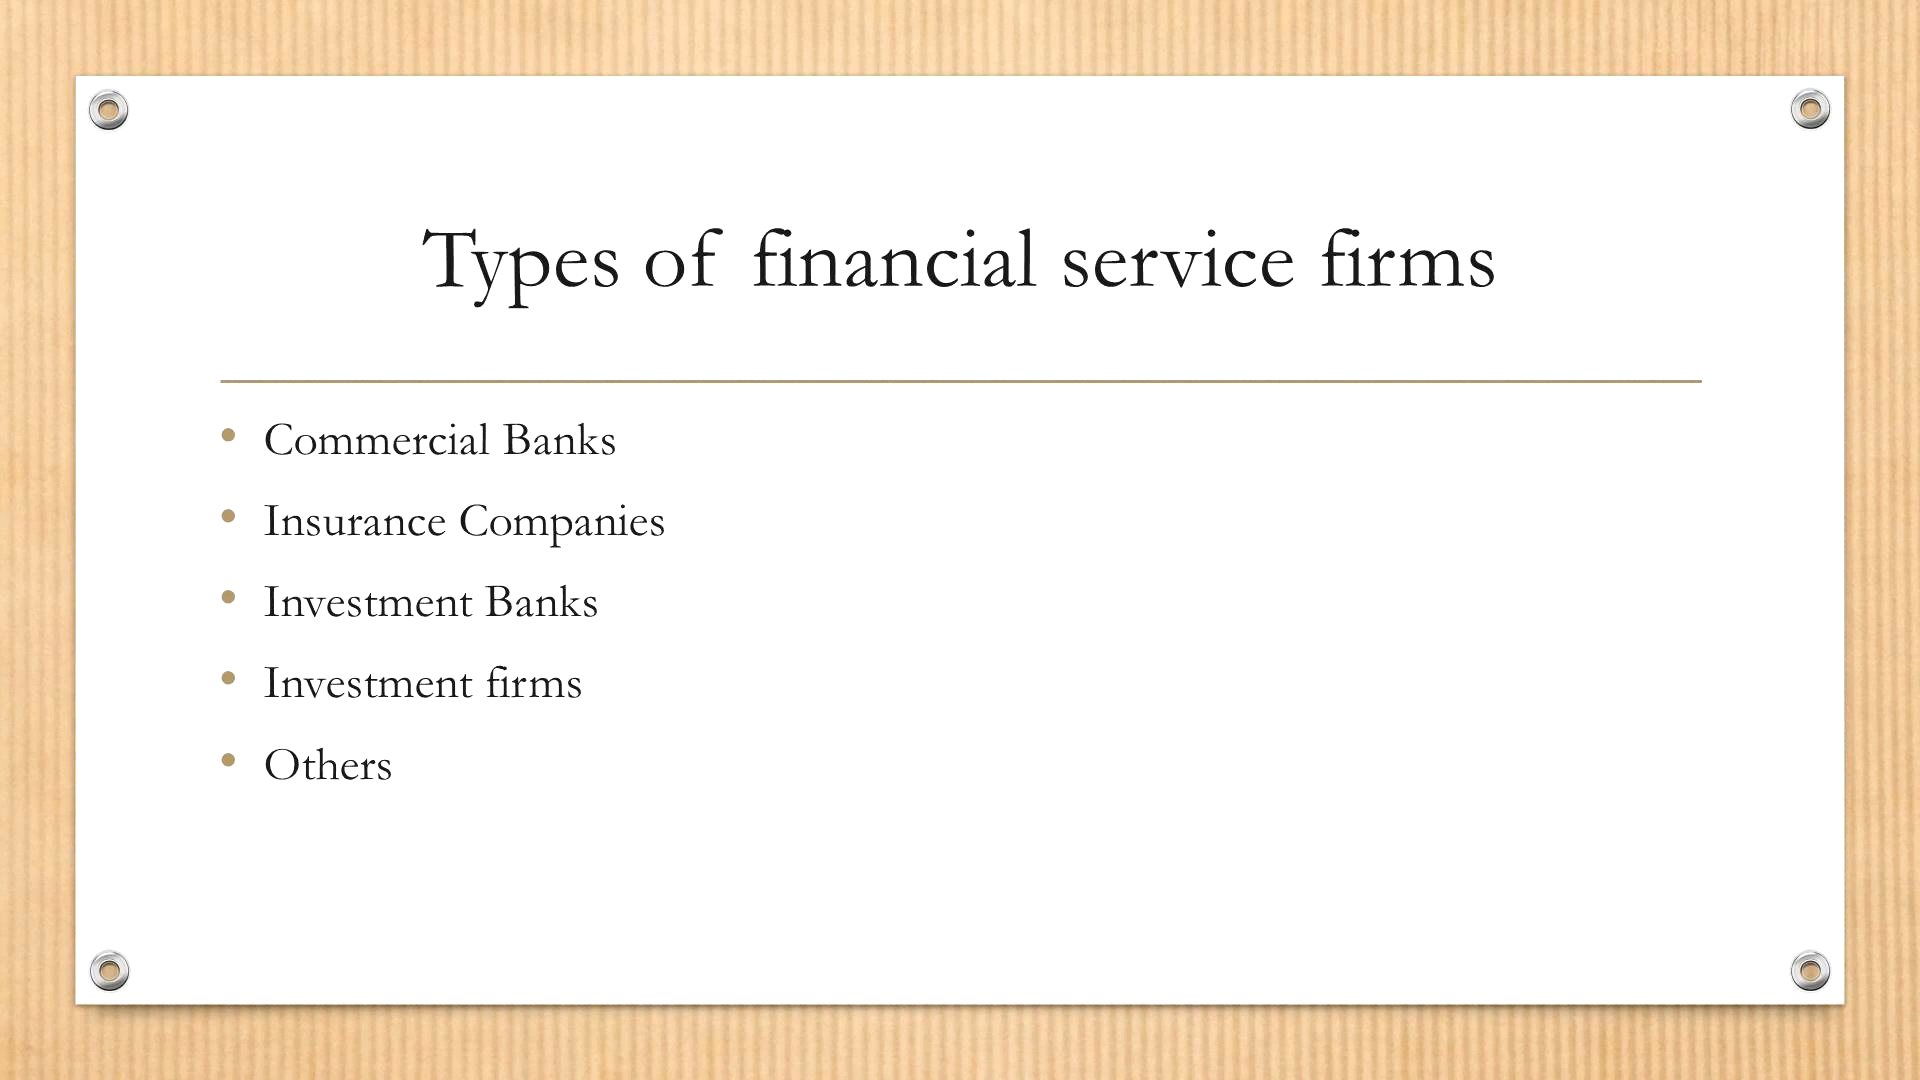 Types of financial service firms
• Commercial Banks
• Insurance Companies
• Investment Banks
• Investment firms
• Others